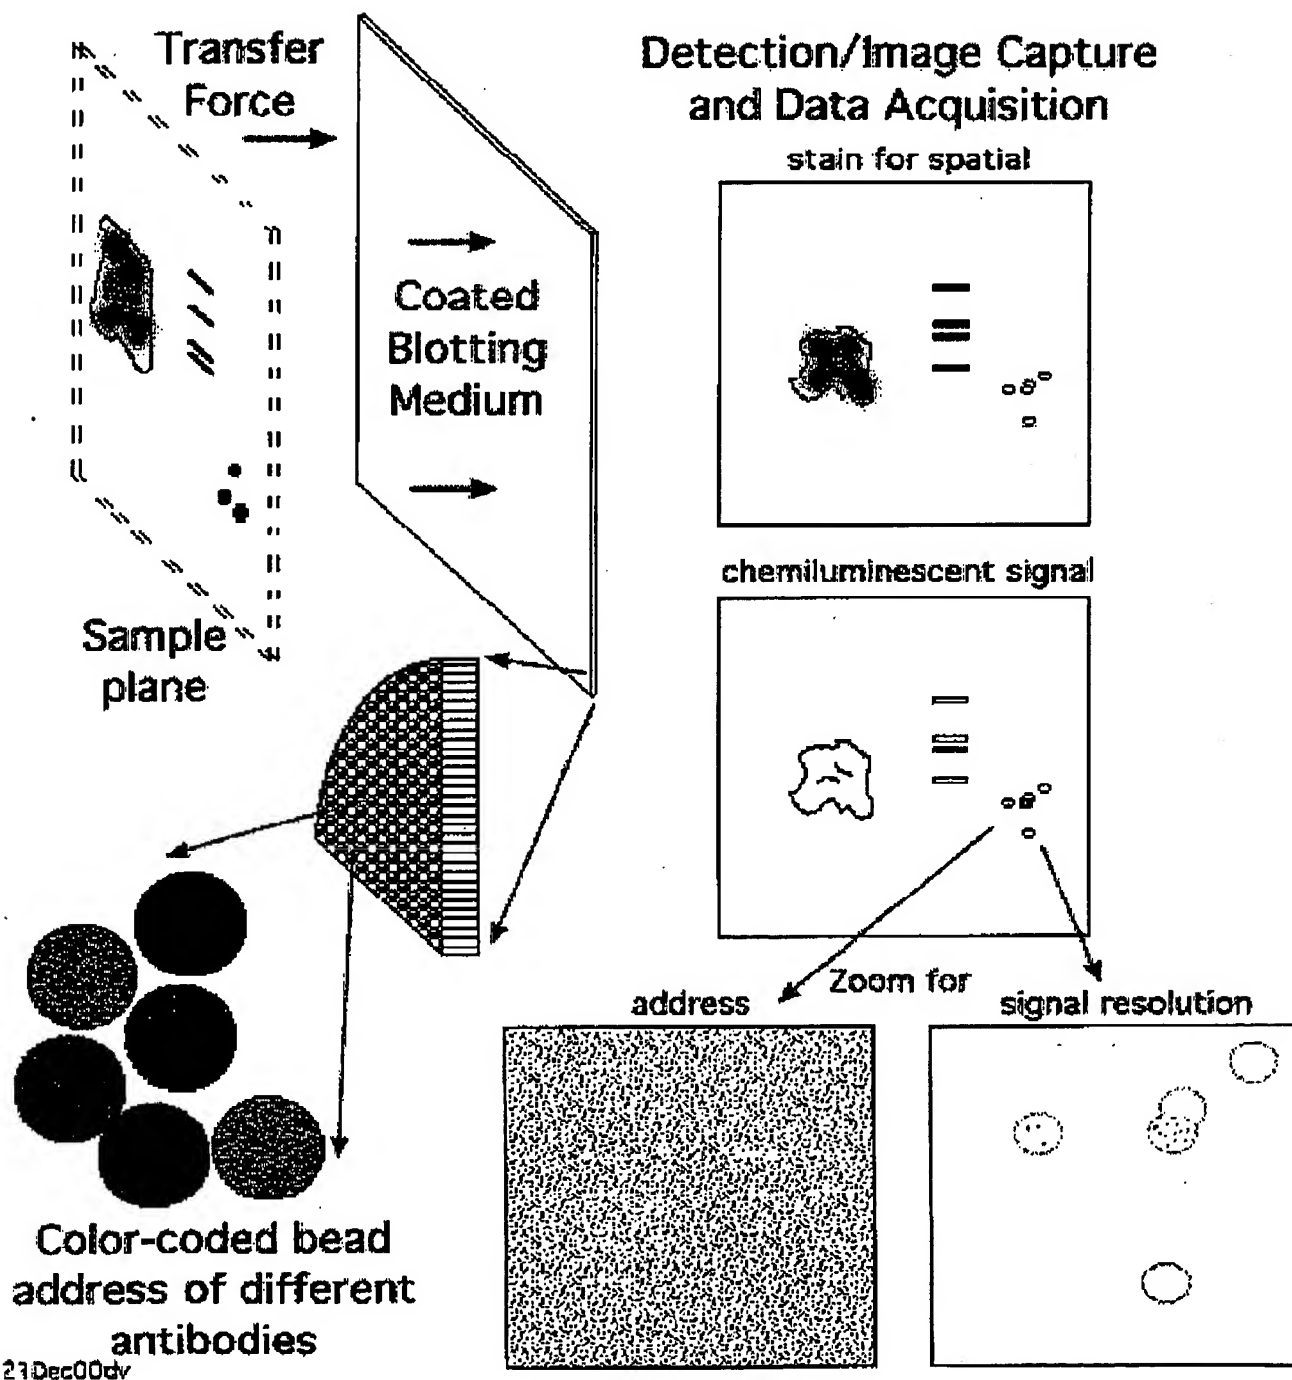 Transfer
Force
Detection/Image Capture
and Data Acquisition
stain for spatial
Coated
Blotting
Medium
chemiluminescent signal
Sample
plane
Zoom for
address
signal resolution
Color-coded bead
address of different
antibodies
21Dec00dv